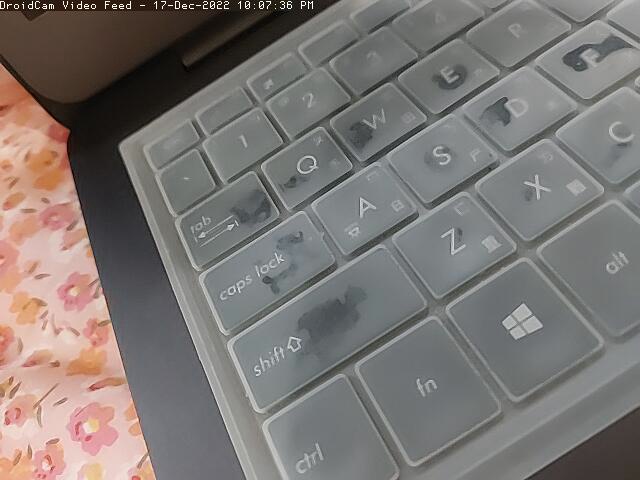 DroidCam Video Feed - 17-Dec-2022 10:07:36 PM
1 2 3
tab Q W E
caps lock A S D F
shift Z X C
ctrl fn alt